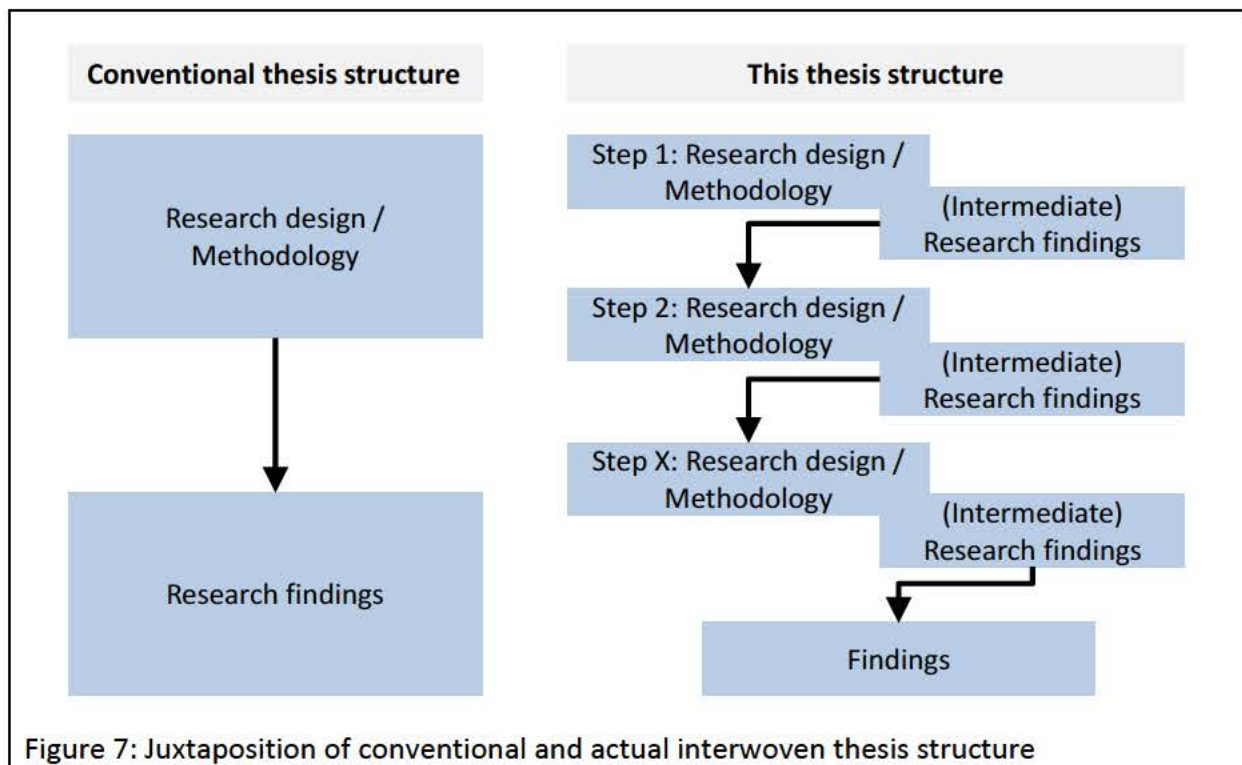 Conventional thesis structure
Research design /
Methodology
Research findings
This thesis structure
Step 1: Research design /
Methodology
(Intermediate)
Research findings
Step 2: Research design /
Methodology
(Intermediate)
Research findings
Step X: Research design /
Methodology
(Intermediate)
Research findings
Findings
Figure 7: Juxtaposition of conventional and actual interwoven thesis structure